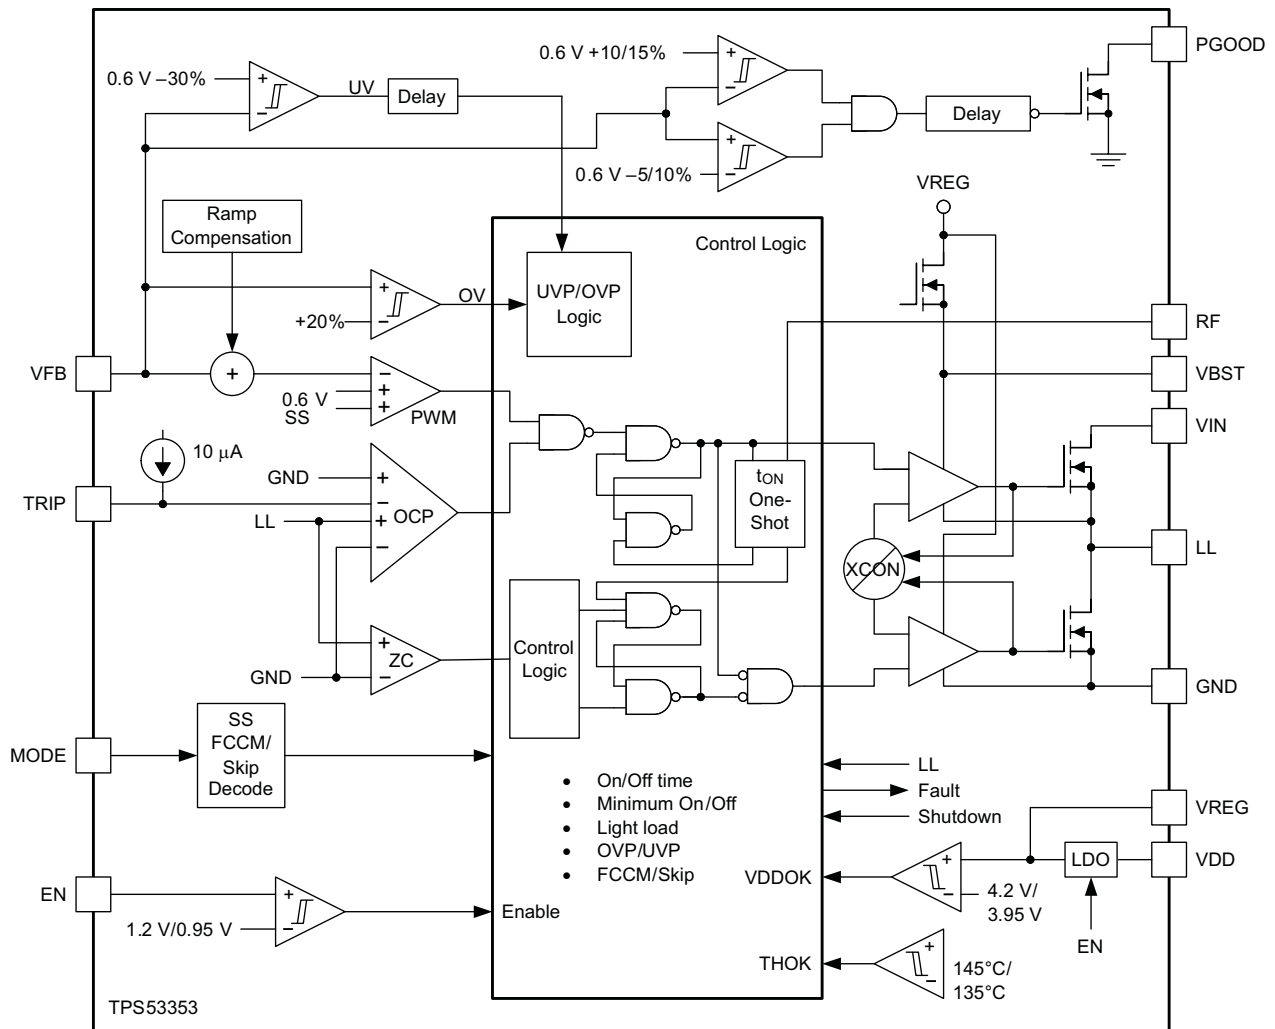 PGOOD
0.6 V +10/15%
0.6 V –30%
+
–
UV
Delay
+
–
Delay
+
–
0.6 V –5/10%
VREG
Ramp
Compensation
Control Logic
UVP/OVP
Logic
+
–
OV
+20%
RF
VFB
+
–
+
+
0.6 V
SS
PWM
VBST
VIN
10 µA
GND
+
–
+
–
OCP
TRIP
LL
tON
One-
Shot
LL
XCON
Control
Logic
+
–
ZC
GND
GND
MODE
SS
FCCM/
Skip
Decode
• On/Off time
• Minimum On/Off
• Light load
• OVP/UVP
• FCCM/Skip
LL
Fault
Shutdown
VREG
LDO
VDD
VDDOK
+
–
4.2 V/
3.95 V
EN
EN
+
–
1.2 V/0.95 V
Enable
THOK
+
–
145°C/
135°C
TPS53353